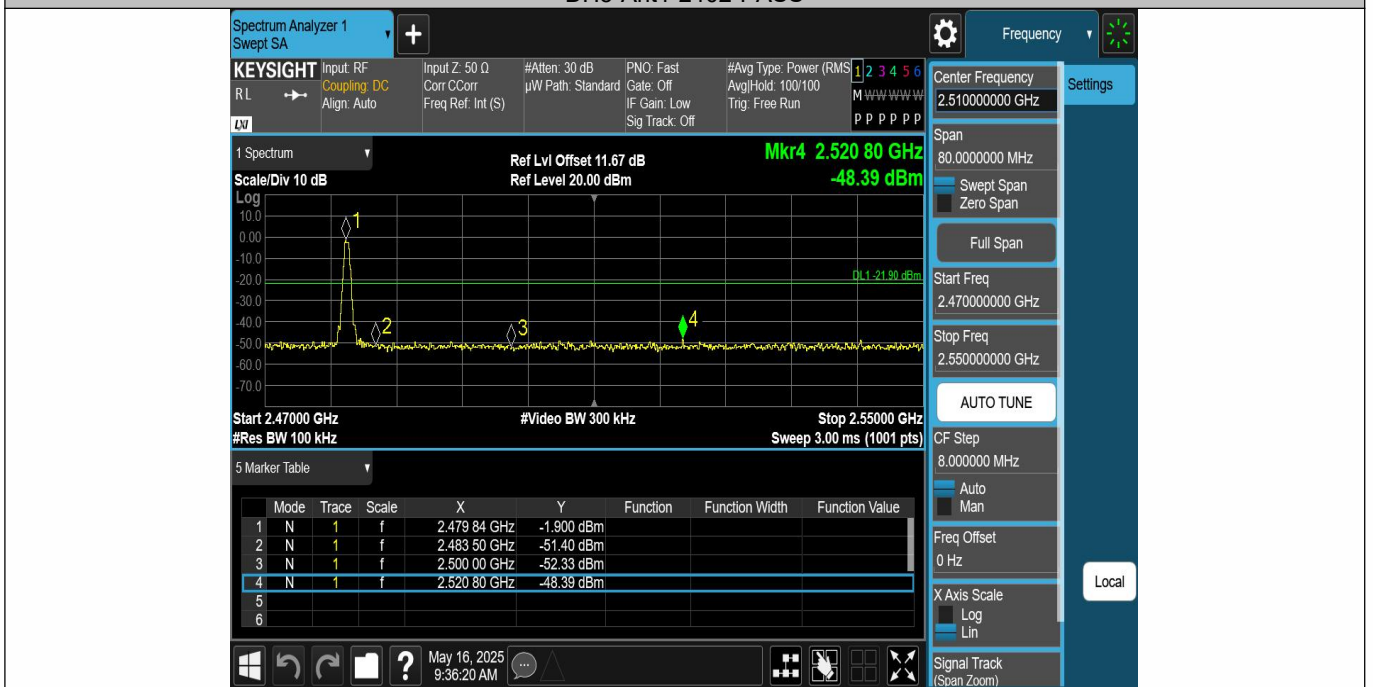 Spectrum Analyzer 1
Swept SA
+
Frequency
KEYSIGHT
RL
LXI
Input: RF
Coupling: DC
Align: Auto
Input Z: 50 Ω
Corr CCorr
Freq Ref: Int (S)
#Atten: 30 dB
µW Path: Standard
PNO: Fast
Gate: Off
IF Gain: Low
Sig Track: Off
#Avg Type: Power (RMS
Avg|Hold: 100/100
Trig: Free Run
1 2 3 4 5 6
M W W W W W
P P P P P P
1 Spectrum
Scale/Div 10 dB
Ref Lvl Offset 11.67 dB
Ref Level 20.00 dBm
Mkr4 2.520 80 GHz
-48.39 dBm
Log
10.0
0.00
-10.0
-20.0
-30.0
-40.0
-50.0
-60.0
-70.0
1
2
3
4
DL1 -21.90 dBm
Start 2.47000 GHz
#Video BW 300 kHz
Stop 2.55000 GHz
#Res BW 100 kHz
Sweep 3.00 ms (1001 pts)
5 Marker Table
Mode Trace Scale X Y Function Function Width Function Value
1 N 1 f 2.479 84 GHz -1.900 dBm
2 N 1 f 2.483 50 GHz -51.40 dBm
3 N 1 f 2.500 00 GHz -52.33 dBm
4 N 1 f 2.520 80 GHz -48.39 dBm
5
6
?
May 16, 2025
9:36:20 AM
Center Frequency
2.510000000 GHz
Settings
Span
80.0000000 MHz
Swept Span
Zero Span
Full Span
Start Freq
2.470000000 GHz
Stop Freq
2.550000000 GHz
AUTO TUNE
CF Step
8.000000 MHz
Auto
Man
Freq Offset
0 Hz
X Axis Scale
Log
Lin
Local
Signal Track
(Span Zoom)